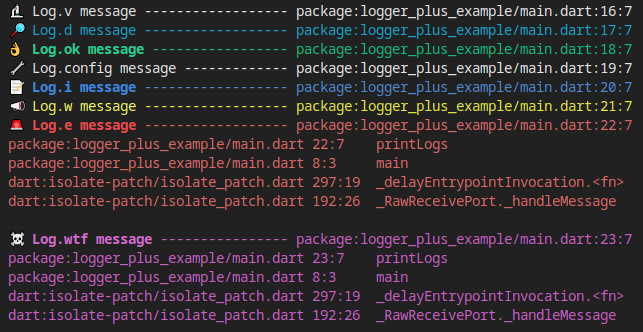 Log.v message ------------------ package:logger_plus_example/main.dart:16:7
Log.d message ------------------ package:logger_plus_example/main.dart:17:7
Log.ok message ----------------- package:logger_plus_example/main.dart:18:7
Log.config message ------------- package:logger_plus_example/main.dart:19:7
Log.i message ------------------ package:logger_plus_example/main.dart:20:7
Log.w message ------------------ package:logger_plus_example/main.dart:21:7
Log.e message ------------------ package:logger_plus_example/main.dart:22:7
package:logger_plus_example/main.dart 22:7    printLogs
package:logger_plus_example/main.dart 8:3     main
dart:isolate-patch/isolate_patch.dart 297:19  _delayEntrypointInvocation.<fn>
dart:isolate-patch/isolate_patch.dart 192:26  _RawReceivePort._handleMessage
Log.wtf message ---------------- package:logger_plus_example/main.dart:23:7
package:logger_plus_example/main.dart 23:7    printLogs
package:logger_plus_example/main.dart 8:3     main
dart:isolate-patch/isolate_patch.dart 297:19  _delayEntrypointInvocation.<fn>
dart:isolate-patch/isolate_patch.dart 192:26  _RawReceivePort._handleMessage